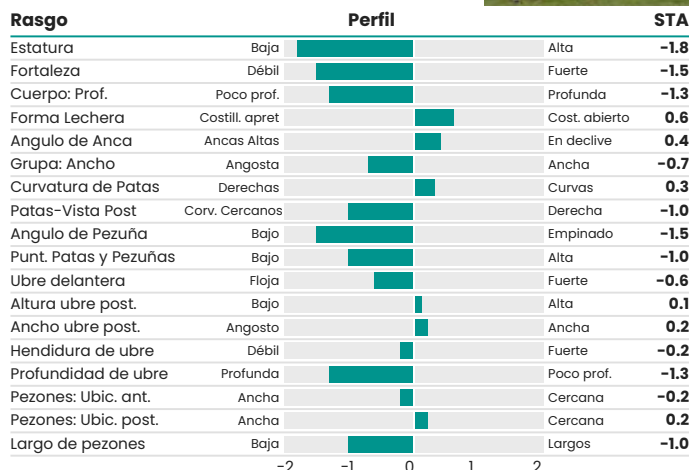 Rasgo Perfil STA
Estatura Baja Alta -1.8
Fortaleza Débil Fuerte -1.5
Cuerpo: Prof. Poco prof. Profunda -1.3
Forma Lechera Costill. apret Cost. abierto 0.6
Angulo de Anca Ancas Altas En declive 0.4
Grupa: Ancho Angosta Ancha -0.7
Curvatura de Patas Derechas Curvas 0.3
Patas-Vista Post Corv. Cercanos Derecha -1.0
Angulo de Pezuña Bajo Empinado -1.5
Punt. Patas y Pezuñas Bajo Alta -1.0
Ubre delantera Floja Fuerte -0.6
Altura ubre post. Bajo Alta 0.1
Ancho ubre post. Angosto Ancha 0.2
Hendidura de ubre Débil Fuerte -0.2
Profundidad de ubre Profunda Poco prof. -1.3
Pezones: Ubic. ant. Ancha Cercana -0.2
Pezones: Ubic. post. Ancha Cercana 0.2
Largo de pezones Baja Largos -1.0
-2 -1 0 1 2